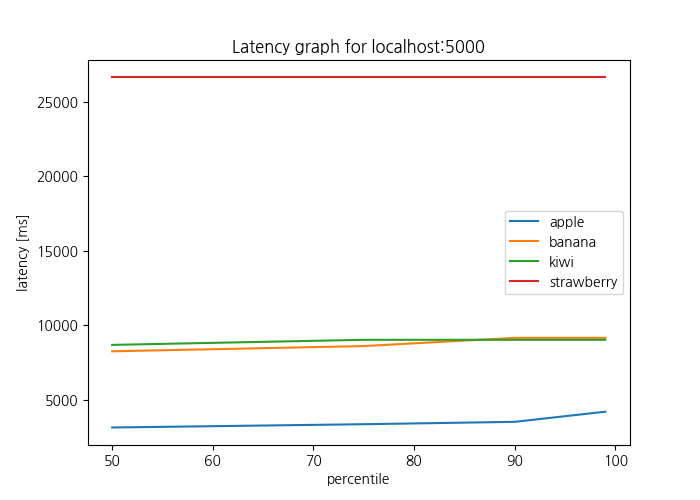 Latency graph for localhost:5000
latency [ms]
25000
20000
15000
10000
5000
apple
banana
kiwi
strawberry
50 60 70 80 90 100
percentile